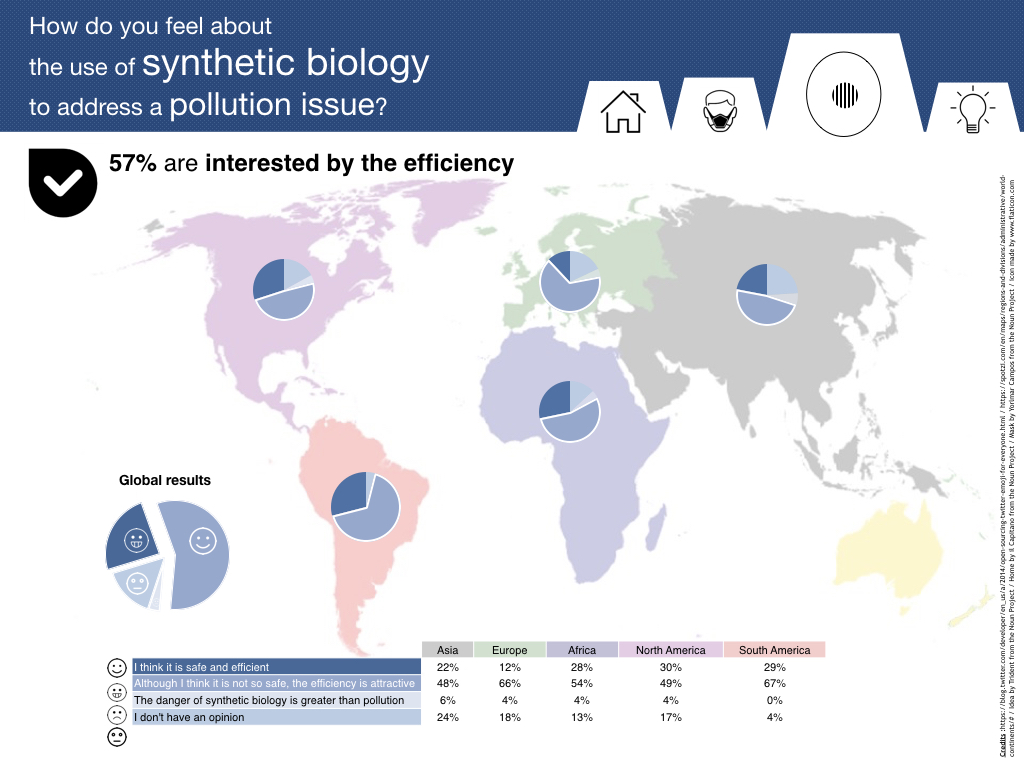 How do you feel about
the use of synthetic biology
to address a pollution issue?
57% are interested by the efficiency
Global results
Asia Europe Africa North America South America
I think it is safe and efficient 22% 12% 28% 30% 29%
Although I think it is not so safe, the efficiency is attractive 48% 66% 54% 49% 67%
The danger of synthetic biology is greater than pollution 6% 4% 4% 4% 0%
I don't have an opinion 24% 18% 13% 17% 4%
Credits :https://blog.twitter.com/developer/en_us/a/2014/open-sourcing-twitter-emoji-for-everyone.html / https://spotzi.com/en/maps/regions-and-divisions/administrative/world-
continents/# / Idea by Trident from the Noun Project / Home by Il Capitano from the Noun Project / Mask by Yorlmar Campos from the Noun Project / Icon made by www.flaticon.com